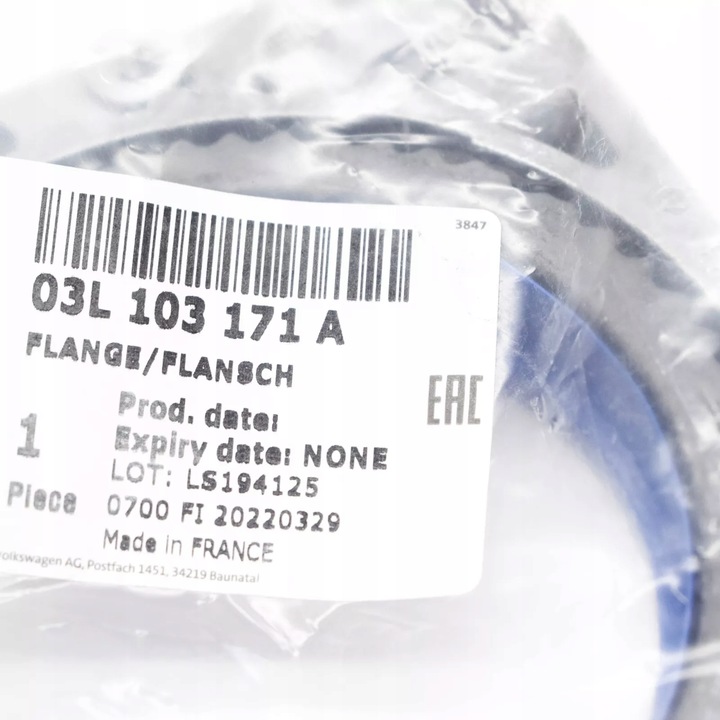 3847
03L 103 171 A
FLANGE/FLANSCH
EAC
Prod. date:
1
Expiry date: NONE
LOT: LS194125
Piece
0700 FI 20220329
Made in FRANCE
olkswagen AG, Postfach 1451, 34219 Baunatal